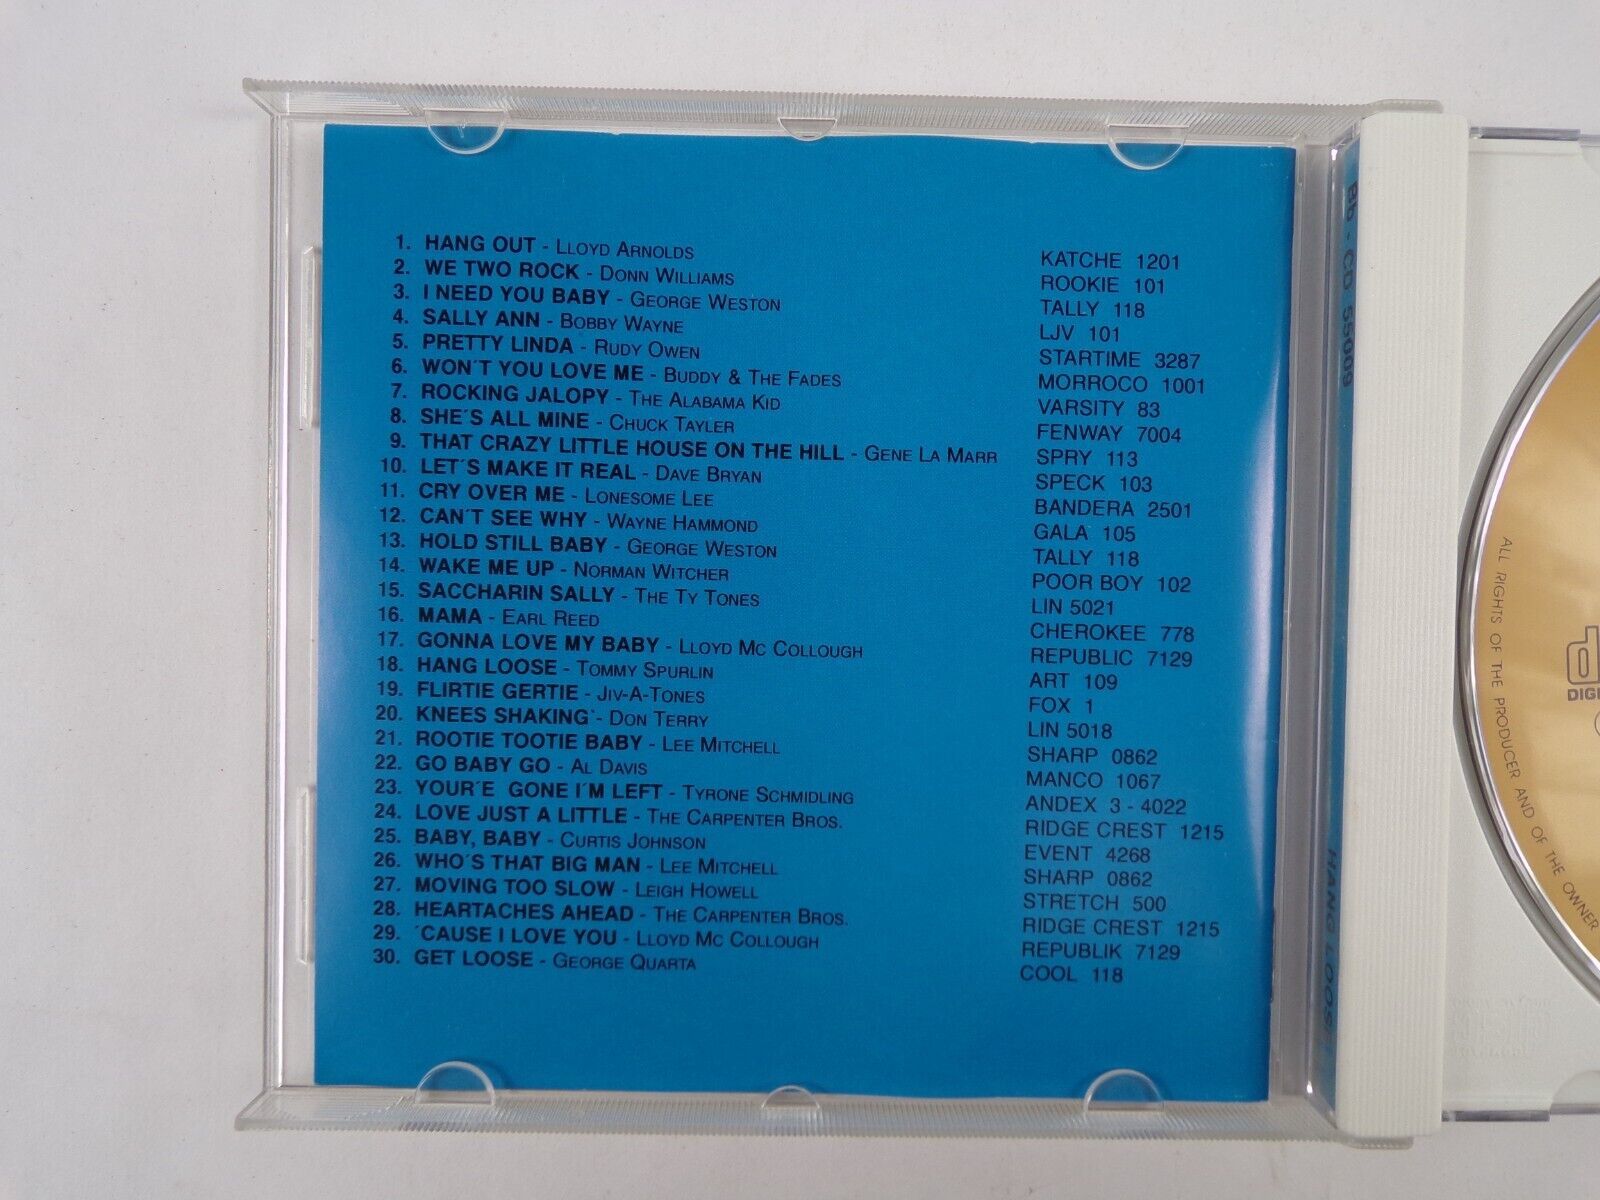 1. HANG OUT - LLOYD ARNOLDS KATCHE 1201
2. WE TWO ROCK - DONN WILLIAMS ROOKIE 101
3. I NEED YOU BABY - GEORGE WESTON TALLY 118
4. SALLY ANN - BOBBY WAYNE LJV 101
5. PRETTY LINDA - RUDY OWEN STARTIME 3287
6. WON´T YOU LOVE ME - BUDDY & THE FADES MORROCO 1001
7. ROCKING JALOPY - THE ALABAMA KID VARSITY 83
8. SHE´S ALL MINE - CHUCK TAYLER FENWAY 7004
9. THAT CRAZY LITTLE HOUSE ON THE HILL - GENE LA MARR SPRY 113
10. LET´S MAKE IT REAL - DAVE BRYAN SPECK 103
11. CRY OVER ME - LONESOME LEE BANDERA 2501
12. CAN´T SEE WHY - WAYNE HAMMOND GALA 105
13. HOLD STILL BABY - GEORGE WESTON TALLY 118
14. WAKE ME UP - NORMAN WITCHER POOR BOY 102
15. SACCHARIN SALLY - THE TY TONES LIN 5021
16. MAMA - EARL REED CHEROKEE 778
17. GONNA LOVE MY BABY - LLOYD MC COLLOUGH REPUBLIC 7129
18. HANG LOOSE - TOMMY SPURLIN ART 109
19. FLIRTIE GERTIE - JIV-A-TONES FOX 1
20. KNEES SHAKING´ - DON TERRY LIN 5018
21. ROOTIE TOOTIE BABY - LEE MITCHELL SHARP 0862
22. GO BABY GO - AL DAVIS MANCO 1067
23. YOUR´E GONE I´M LEFT - TYRONE SCHMIDLING ANDEX 3 - 4022
24. LOVE JUST A LITTLE - THE CARPENTER BROS. RIDGE CREST 1215
25. BABY, BABY - CURTIS JOHNSON EVENT 4268
26. WHO´S THAT BIG MAN - LEE MITCHELL SHARP 0862
27. MOVING TOO SLOW - LEIGH HOWELL STRETCH 500
28. HEARTACHES AHEAD - THE CARPENTER BROS. RIDGE CREST 1215
29. ´CAUSE I LOVE YOU - LLOYD MC COLLOUGH REPUBLIK 7129
30. GET LOOSE - GEORGE QUARTA COOL 118
Bb - CD 55009
HANG LOOSE
ALL RIGHTS OF THE PRODUCER AND OF THE OWNER